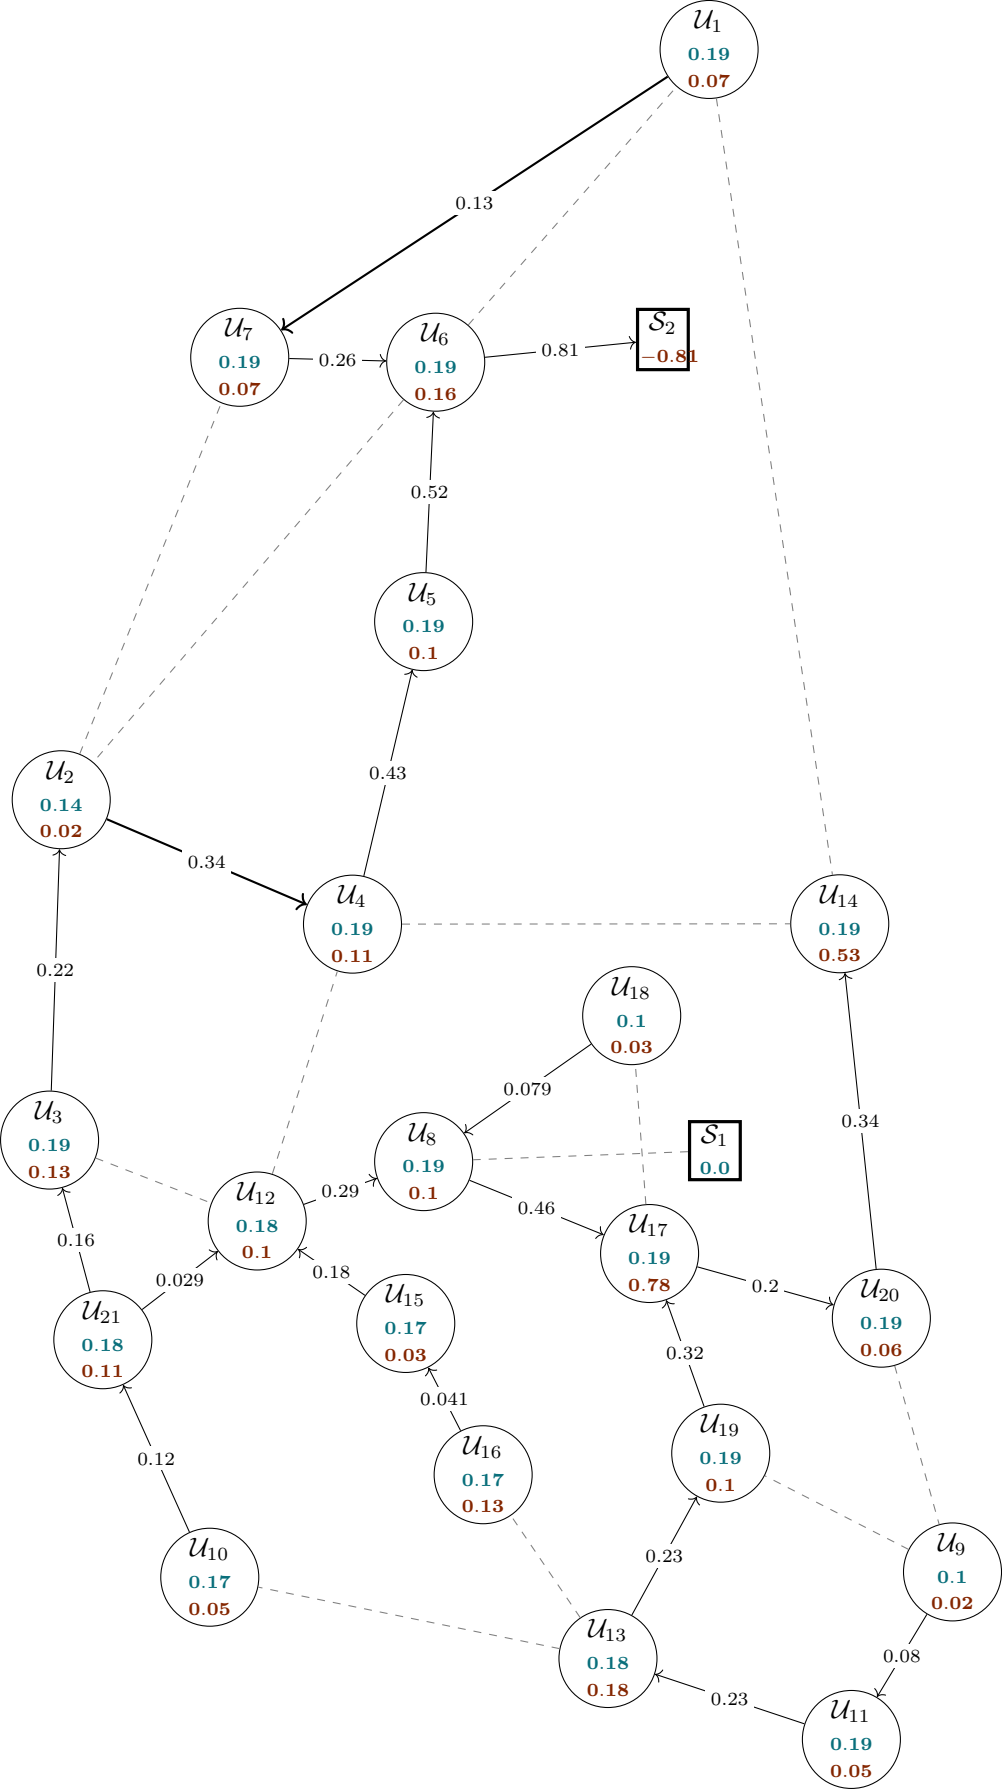 𝒰₁
0.19
0.07
0.13
𝒰₇
0.19
0.07
0.26
𝒰₆
0.19
0.16
0.81
𝒮₂
−0.81
0.52
𝒰₅
0.19
0.1
0.43
𝒰₂
0.14
0.02
0.34
𝒰₄
0.19
0.11
𝒰₁₄
0.19
0.53
0.22
𝒰₁₈
0.1
0.03
0.079
0.34
𝒰₃
0.19
0.13
𝒰₈
0.19
0.1
𝒮₁
0.0
𝒰₁₂
0.18
0.1
0.29
0.46
𝒰₁₇
0.19
0.78
0.16
0.029
0.18
0.2
𝒰₂₁
0.18
0.11
𝒰₁₅
0.17
0.03
𝒰₂₀
0.19
0.06
0.32
0.041
0.12
𝒰₁₆
0.17
0.13
𝒰₁₉
0.19
0.1
𝒰₁₀
0.17
0.05
0.23
𝒰₉
0.1
0.02
𝒰₁₃
0.18
0.18
0.08
0.23
𝒰₁₁
0.19
0.05